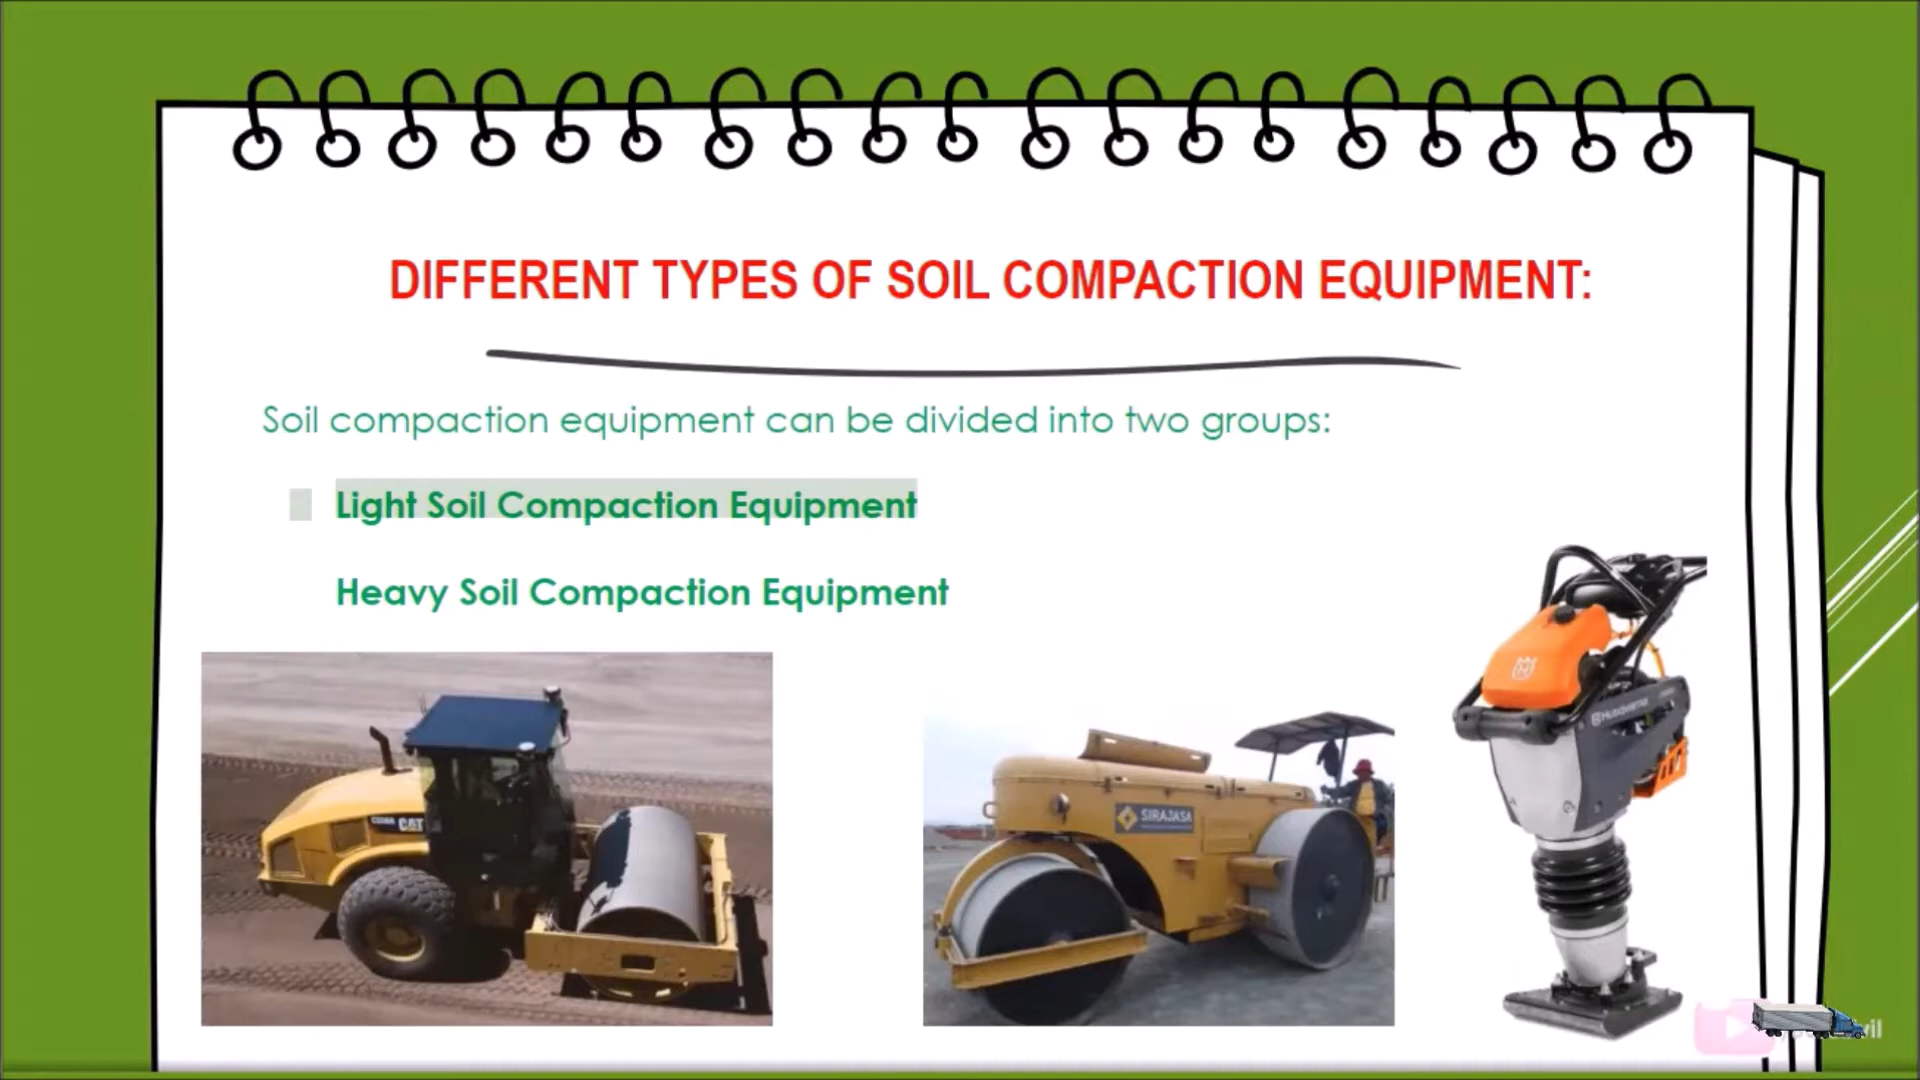 DIFFERENT TYPES OF SOIL COMPACTION EQUIPMENT:
Soil compaction equipment can be divided into two groups:
Light Soil Compaction Equipment
Heavy Soil Compaction Equipment
Husqvarna
SIRAJASA
CAT